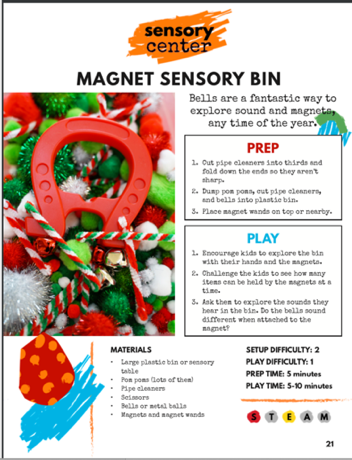 sensory
center
MAGNET SENSORY BIN
Bells are a fantastic way to
explore sound and magnets,
any time of the year.
PREP
1. Cut pipe cleaners into thirds and
fold down the ends so they aren't
sharp.
2. Dump pom poms, cut pipe cleaners,
and bells into plastic bin.
3. Place magnet wands on top or nearby.
PLAY
1. Encourage kids to explore the bin
with their hands and the magnets.
2. Challenge the kids to see how many
items can be held by the magnets at a
time.
3. Ask them to explore the sounds they
hear in the bin. Do the bells sound
different when attached to the
magnet?
MATERIALS
• Large plastic bin or sensory
table
• Pom poms (lots of them)
• Pipe cleaners
• Scissors
• Bells or metal balls
• Magnets and magnet wands
SETUP DIFFICULTY: 2
PLAY DIFFICULTY: 1
PREP TIME: 5 minutes
PLAY TIME: 5-10 minutes
S T E A M
21